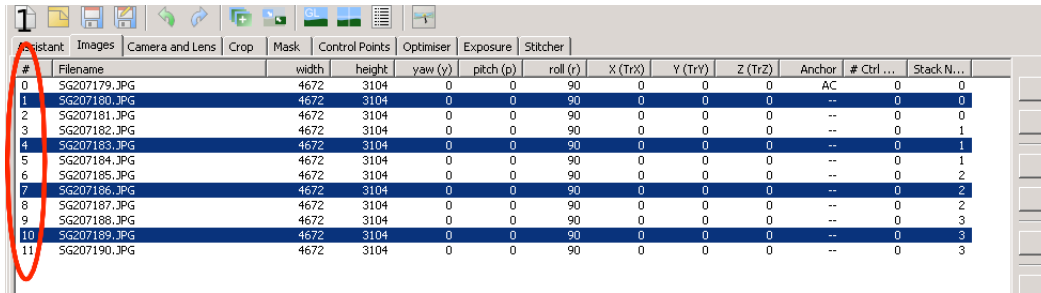 1
GL
Assistant Images Camera and Lens Crop Mask Control Points Optimiser Exposure Stitcher
# Filename width height yaw (y) pitch (p) roll (r) X (TrX) Y (TrY) Z (TrZ) Anchor # Ctrl ... Stack N...
0 SG207179.JPG 4672 3104 0 0 90 0 0 0 AC 0 0
1 SG207180.JPG 4672 3104 0 0 90 0 0 0 -- 0 0
2 SG207181.JPG 4672 3104 0 0 90 0 0 0 -- 0 0
3 SG207182.JPG 4672 3104 0 0 90 0 0 0 -- 0 1
4 SG207183.JPG 4672 3104 0 0 90 0 0 0 -- 0 1
5 SG207184.JPG 4672 3104 0 0 90 0 0 0 -- 0 1
6 SG207185.JPG 4672 3104 0 0 90 0 0 0 -- 0 2
7 SG207186.JPG 4672 3104 0 0 90 0 0 0 -- 0 2
8 SG207187.JPG 4672 3104 0 0 90 0 0 0 -- 0 2
9 SG207188.JPG 4672 3104 0 0 90 0 0 0 -- 0 3
10 SG207189.JPG 4672 3104 0 0 90 0 0 0 -- 0 3
11 SG207190.JPG 4672 3104 0 0 90 0 0 0 -- 0 3